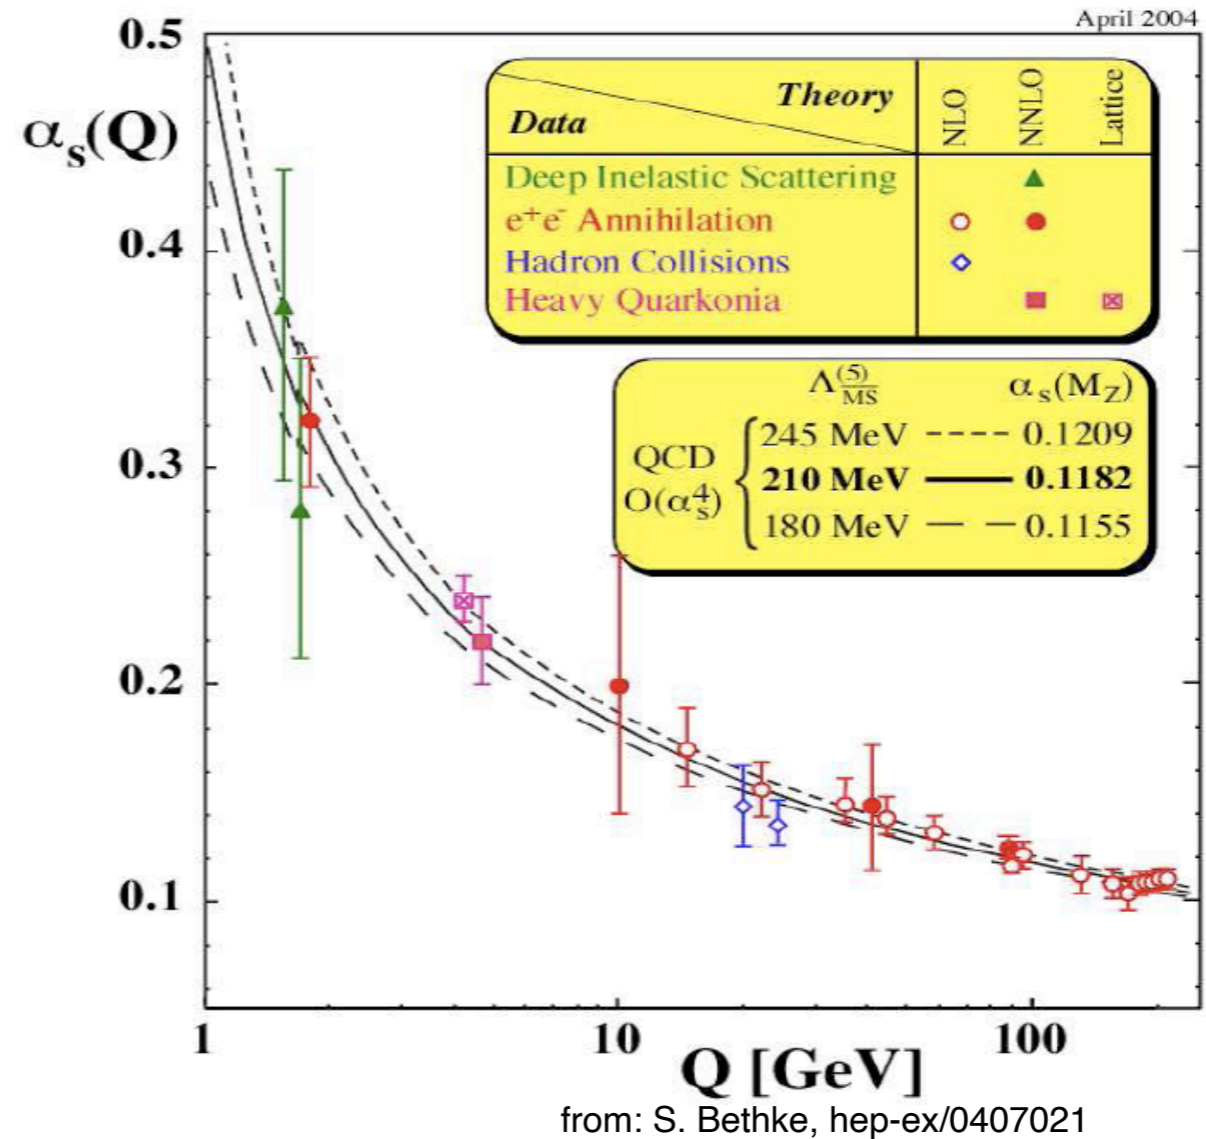 April 2004
0.5
αs(Q)
0.4
0.3
0.2
0.1
Theory
Data
NLO
NNLO
Lattice
Deep Inelastic Scattering
e+e- Annihilation
Hadron Collisions
Heavy Quarkonia
Λ(5)MS αs(MZ)
QCD
O(αs4)
245 MeV 0.1209
210 MeV 0.1182
180 MeV 0.1155
1 10 100
Q [GeV]
from: S. Bethke, hep-ex/0407021